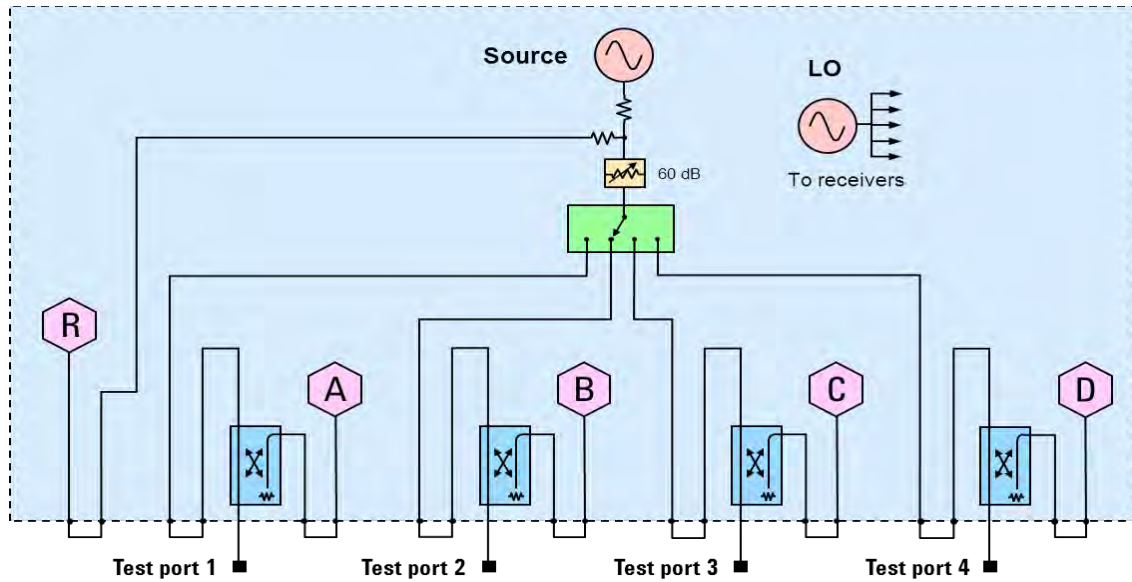 Source
LO
60 dB
To receivers
R
A
B
C
D
Test port 1
Test port 2
Test port 3
Test port 4